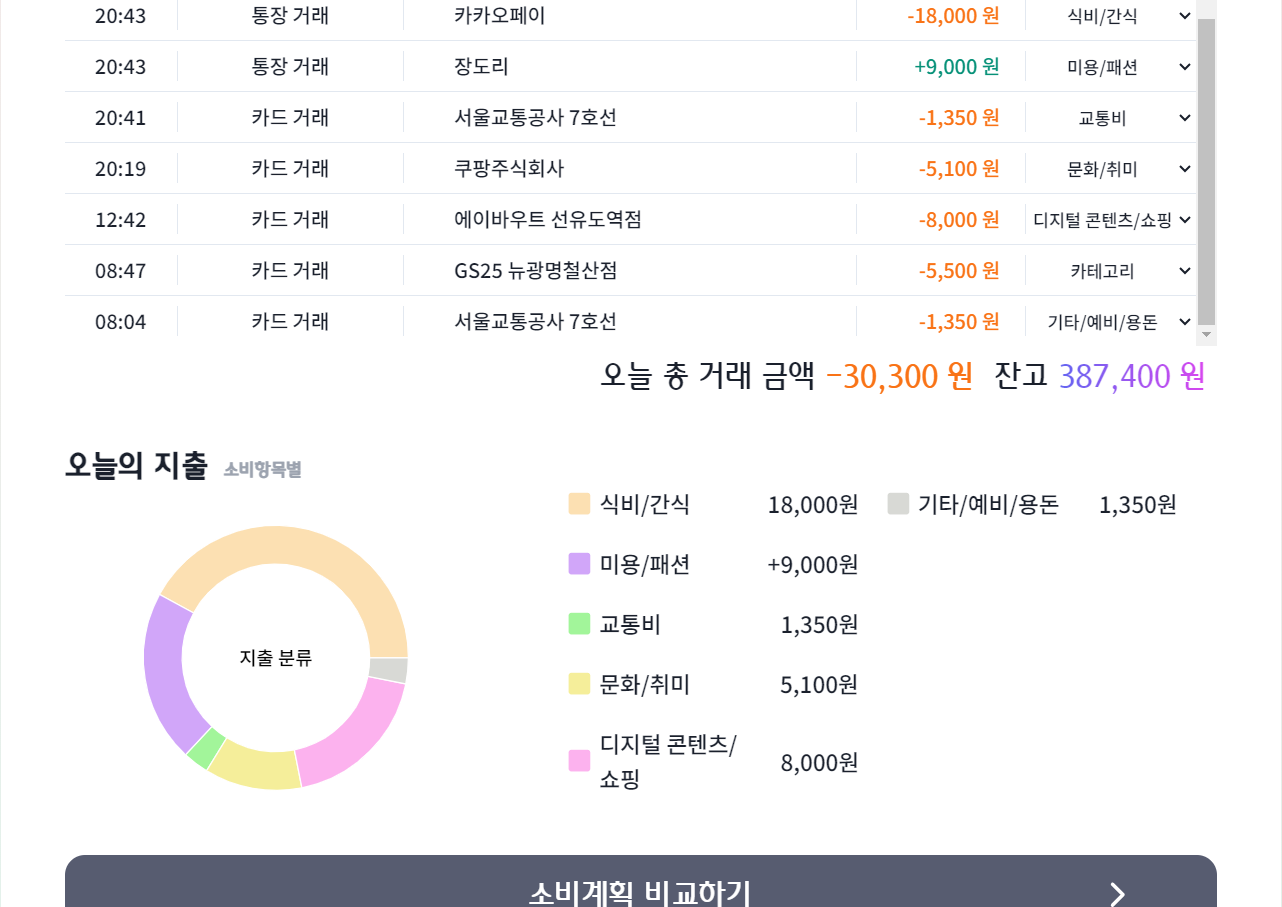 20:43 통장 거래 카카오페이 -18,000 원 식비/간식
20:43 통장 거래 장도리 +9,000 원 미용/패션
20:41 카드 거래 서울교통공사 7호선 -1,350 원 교통비
20:19 카드 거래 쿠팡주식회사 -5,100 원 문화/취미
12:42 카드 거래 에이바우트 선유도역점 -8,000 원 디지털 콘텐츠/쇼핑
08:47 카드 거래 GS25 뉴광명철산점 -5,500 원 카테고리
08:04 카드 거래 서울교통공사 7호선 -1,350 원 기타/예비/용돈
오늘 총 거래 금액 -30,300 원 잔고 387,400 원
오늘의 지출 소비항목별
지출 분류
식비/간식 18,000원
미용/패션 +9,000원
교통비 1,350원
문화/취미 5,100원
디지털 콘텐츠/
쇼핑 8,000원
기타/예비/용돈 1,350원
소비계획 비교하기